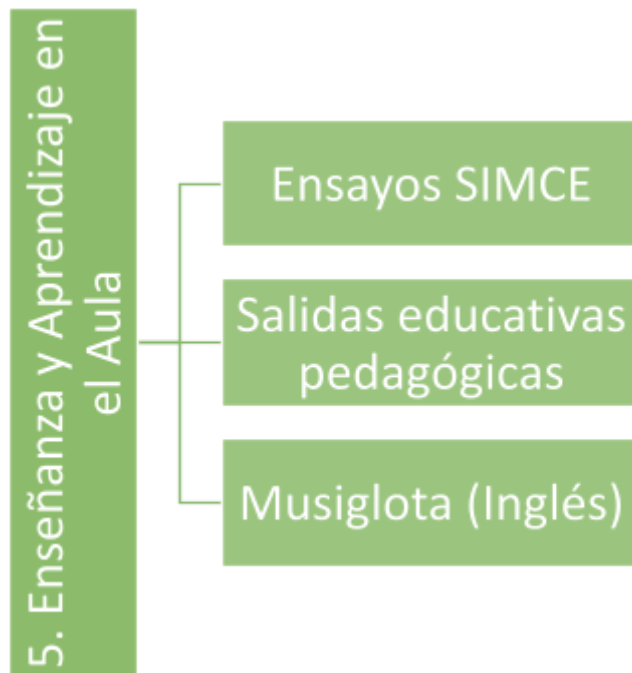 5. Enseñanza y Aprendizaje en
el Aula
Ensayos SIMCE
Salidas educativas
pedagógicas
Musiglota (Inglés)